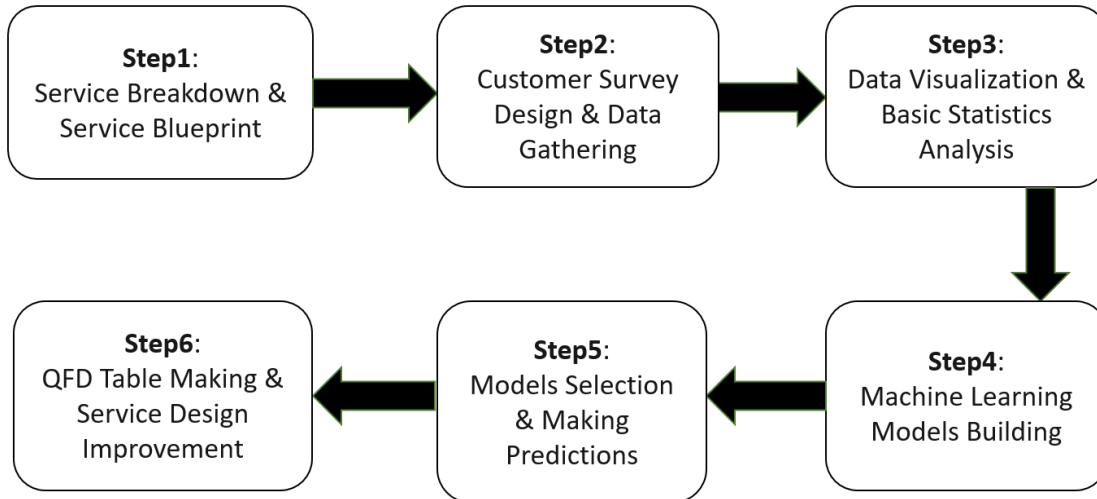 Step1:
Service Breakdown &
Service Blueprint
Step2:
Customer Survey
Design & Data
Gathering
Step3:
Data Visualization &
Basic Statistics
Analysis
Step4:
Machine Learning
Models Building
Step5:
Models Selection
& Making
Predictions
Step6:
QFD Table Making &
Service Design
Improvement